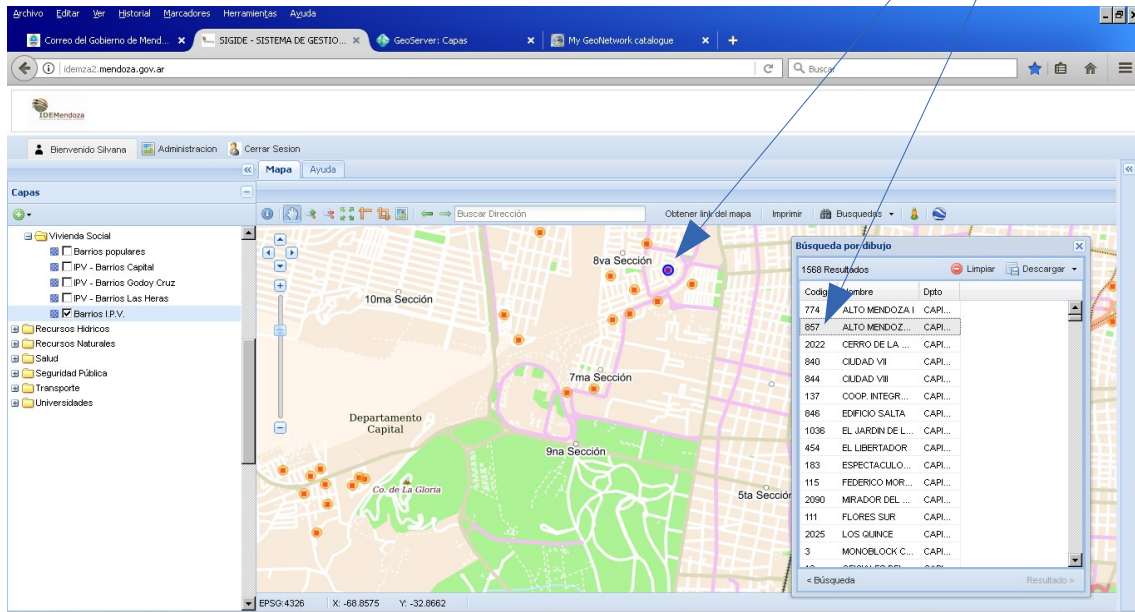 Archivo Editar Ver Historial Marcadores Herramientas Ayuda
Correo del Gobierno de Mend... SIGIDE - SISTEMA DE GESTIO... GeoServer: Capas My GeoNetwork catalogue
idemza2.mendoza.gov.ar Buscar
IDEMendoza
Bienvenido Silvana Administracion Cerrar Sesion
Mapa Ayuda
Capas
Buscar Dirección Obtener link del mapa Imprimir Busquedas
Vivienda Social
Barrios populares
IPV - Barrios Capital
IPV - Barrios Godoy Cruz
IPV - Barrios Las Heras
Barrios I.P.V.
Recursos Hidricos
Recursos Naturales
Salud
Seguridad Pública
Transporte
Universidades
8va Sección
10ma Sección
7ma Sección
Departamento
Capital
9na Sección
Co. de La Gloria
5ta Sección
Búsqueda por dibujo
1568 Resultados Limpiar Descargar
Codig Nombre Dpto
774 ALTO MENDOZA I CAPI...
857 ALTO MENDOZ... CAPI...
2022 CERRO DE LA ... CAPI...
840 CIUDAD VII CAPI...
844 CIUDAD VIII CAPI...
137 COOP. INTEGR... CAPI...
846 EDIFICIO SALTA CAPI...
1036 EL JARDIN DE L... CAPI...
454 EL LIBERTADOR CAPI...
183 ESPECTACULO... CAPI...
115 FEDERICO MOR... CAPI...
2090 MIRADOR DEL ... CAPI...
111 FLORES SUR CAPI...
2025 LOS QUINCE CAPI...
3 MONOBLOCK C... CAPI...
< Búsqueda Resultado >
EPSG:4326 X: -68.8575 Y: -32.8662